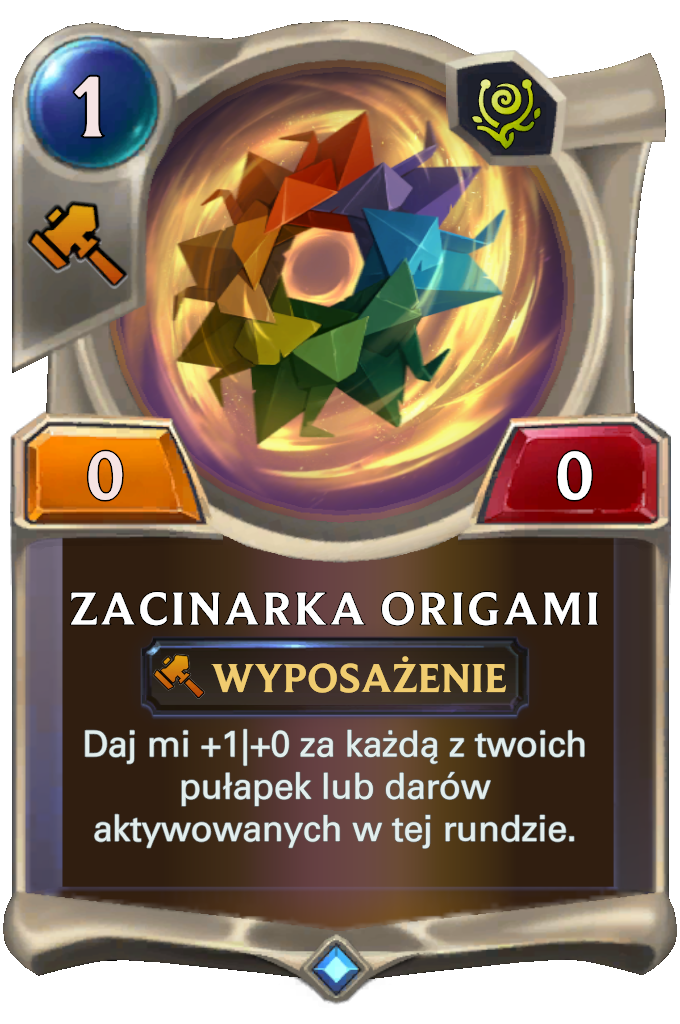 1
0
0
ZACINARKA ORIGAMI
WYPOSAŻENIE
Daj mi +1|+0 za każdą z twoich
pułapek lub darów
aktywowanych w tej rundzie.